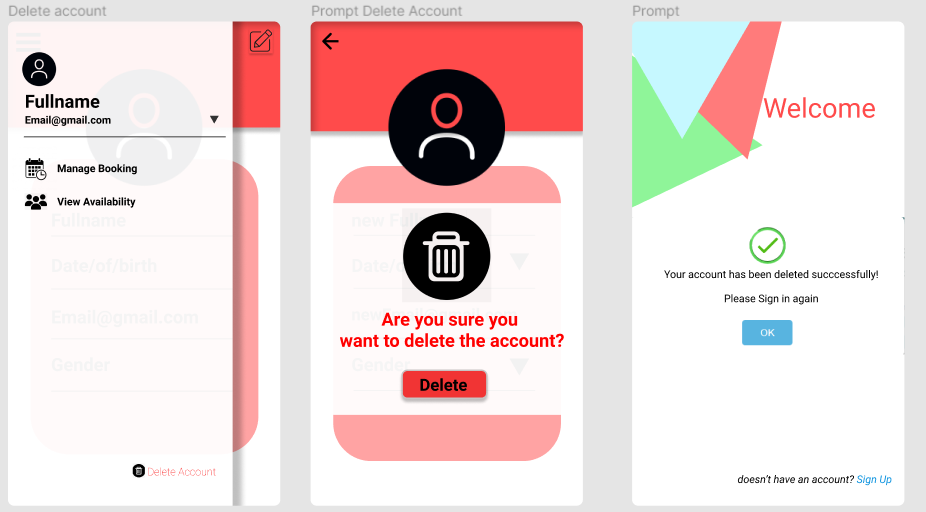 Delete account
Fullname
Email@gmail.com
Manage Booking
View Availability
Fullname
Date/of/birth
Email@gmail.com
Gender
Delete Account
Prompt Delete Account
new Full
Date/o
new
Are you sure you
want to delete the account?
Gender
Delete
Prompt
Welcome
Your account has been deleted succcessfully!
Please Sign in again
OK
doesn't have an account? Sign Up